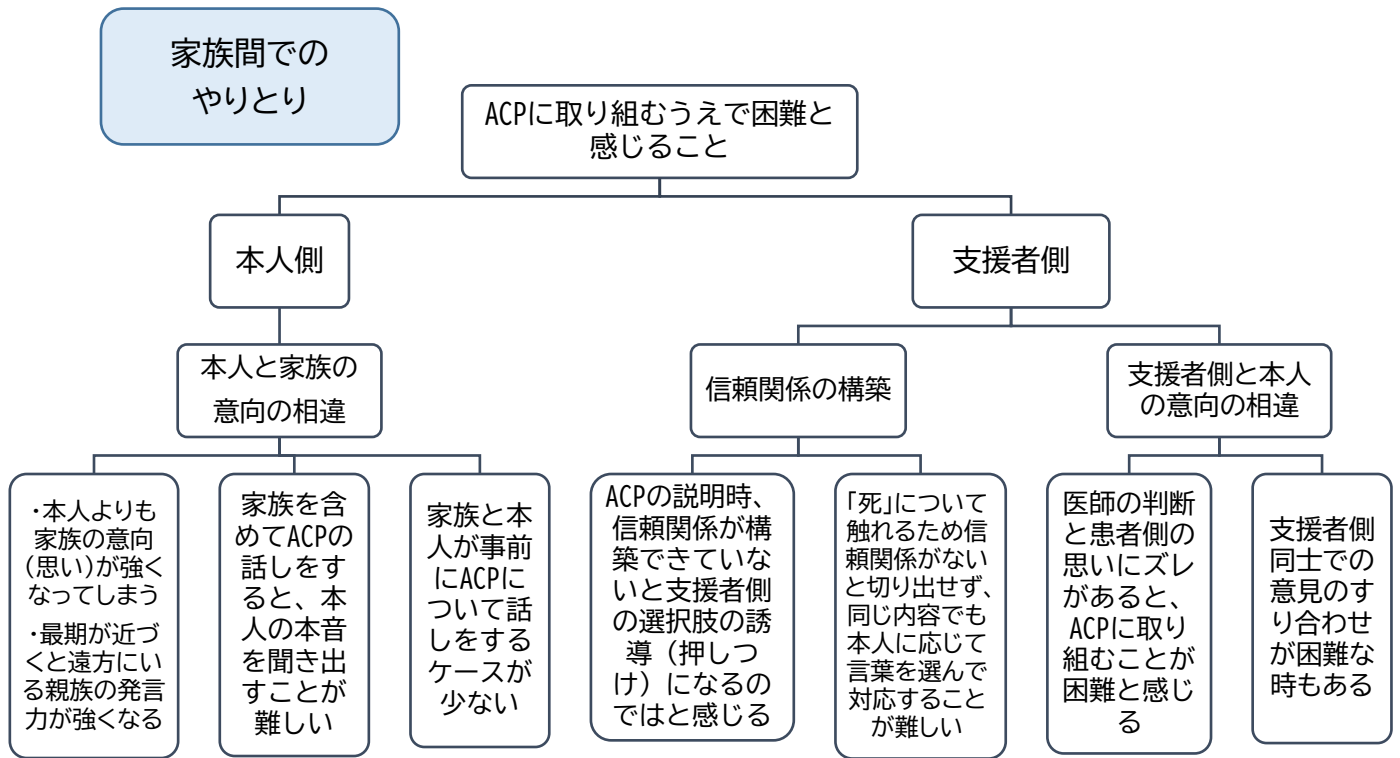 家族間での
やりとり
ACPに取り組むうえで困難と
感じること
本人側
支援者側
本人と家族の
意向の相違
信頼関係の構築
支援者側と本人
の意向の相違
・本人よりも
家族の意向
(思い)が強く
なってしまう
・最期が近づ
くと遠方にい
る親族の発言
力が強くなる
家族を含
めてACPの
話しをす
ると、本
人の本音
を聞き出
すことが
難しい
家族と本
人が事前
にACPに
ついて話
しをする
ケースが
少ない
ACPの説明時、
信頼関係が構
築できていな
いと支援者側
の選択肢の誘
導（押しつ
け）になるの
ではと感じる
「死」について
触れるため信
頼関係がない
と切り出せず、
同じ内容でも
本人に応じて
言葉を選んで
対応すること
が難しい
医師の判断
と患者側の
思いにズレ
があると、
ACPに取り
組むことが
困難と感じ
る
支援者側
同士での
意見のす
り合わせ
が困難な
時もある